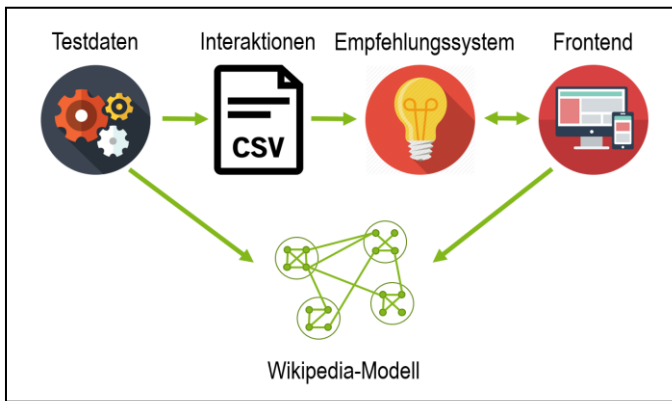 Testdaten
Interaktionen
Empfehlungssystem
Frontend
CSV
Wikipedia-Modell